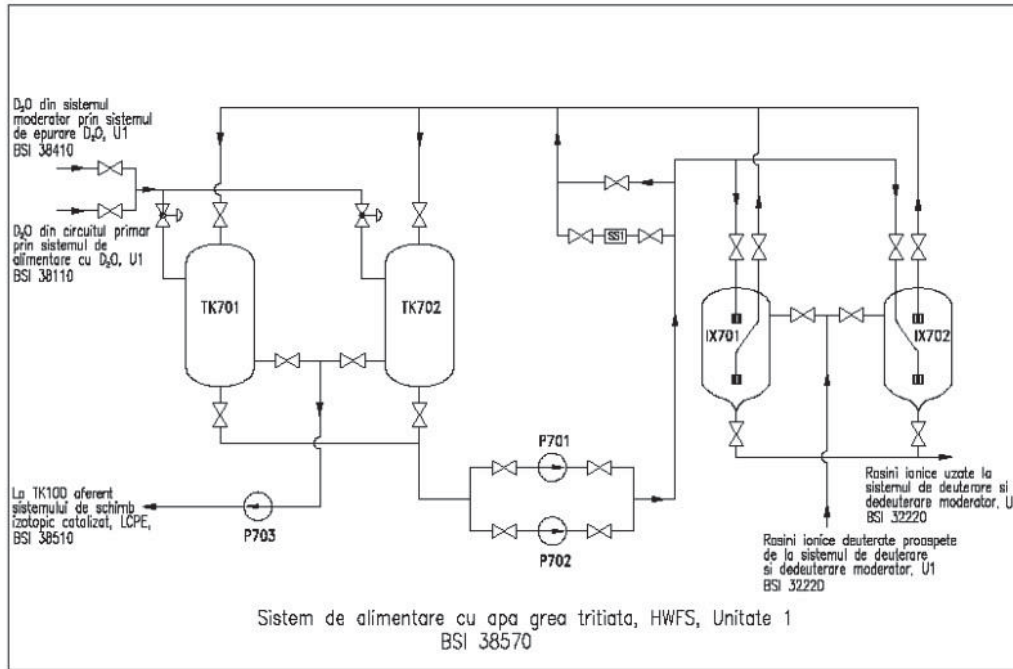 D₂O din sistemul
moderator prin sistemul
de epurare D₂O, U1
BSI 38410
D₂O din circuitul primar
prin sistemul de
alimentare cu D₂O, U1
BSI 38110
TK701
TK702
SS1
IX701
IX702
P701
P702
P703
La TK100 aferent
sistemului de schimb
izotopic catalizat, LCPE,
BSI 38510
Rasini ionice uzate la
sistemul de deuterare si
dedeuterare moderator, U
BSI 32220
Rasini ionice deuterate proaspete
de la sistemul de deuterare
si dedeuterare moderator, U1
BSI 32220
Sistem de alimentare cu apa grea tritiata, HWFS, Unitate 1
BSI 38570